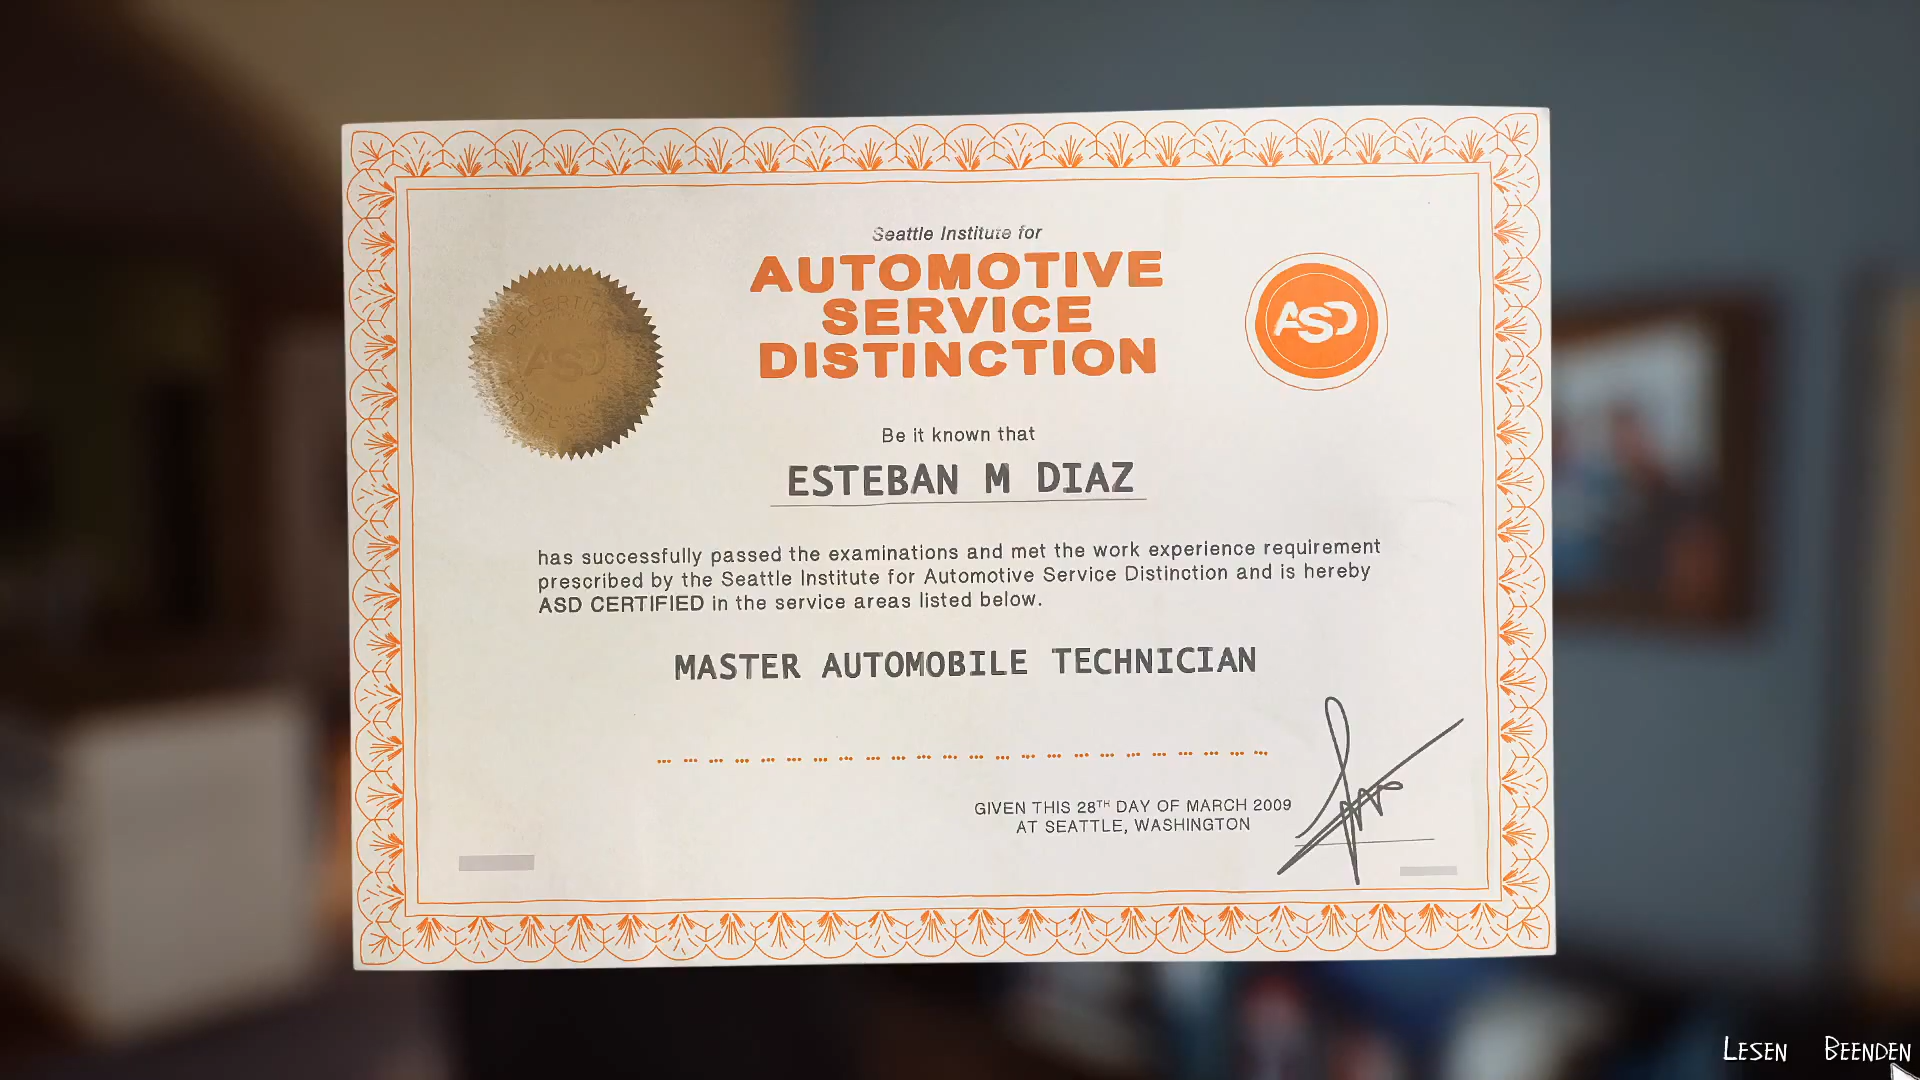 Seattle Institute for
AUTOMOTIVE
SERVICE
DISTINCTION
ASD
ASD
Be it known that
ESTEBAN M DIAZ
has successfully passed the examinations and met the work experience requirement
prescribed by the Seattle Institute for Automotive Service Distinction and is hereby
ASD CERTIFIED in the service areas listed below.
MASTER AUTOMOBILE TECHNICIAN
GIVEN THIS 28TH DAY OF MARCH 2009
AT SEATTLE, WASHINGTON
LESEN
BEENDEN